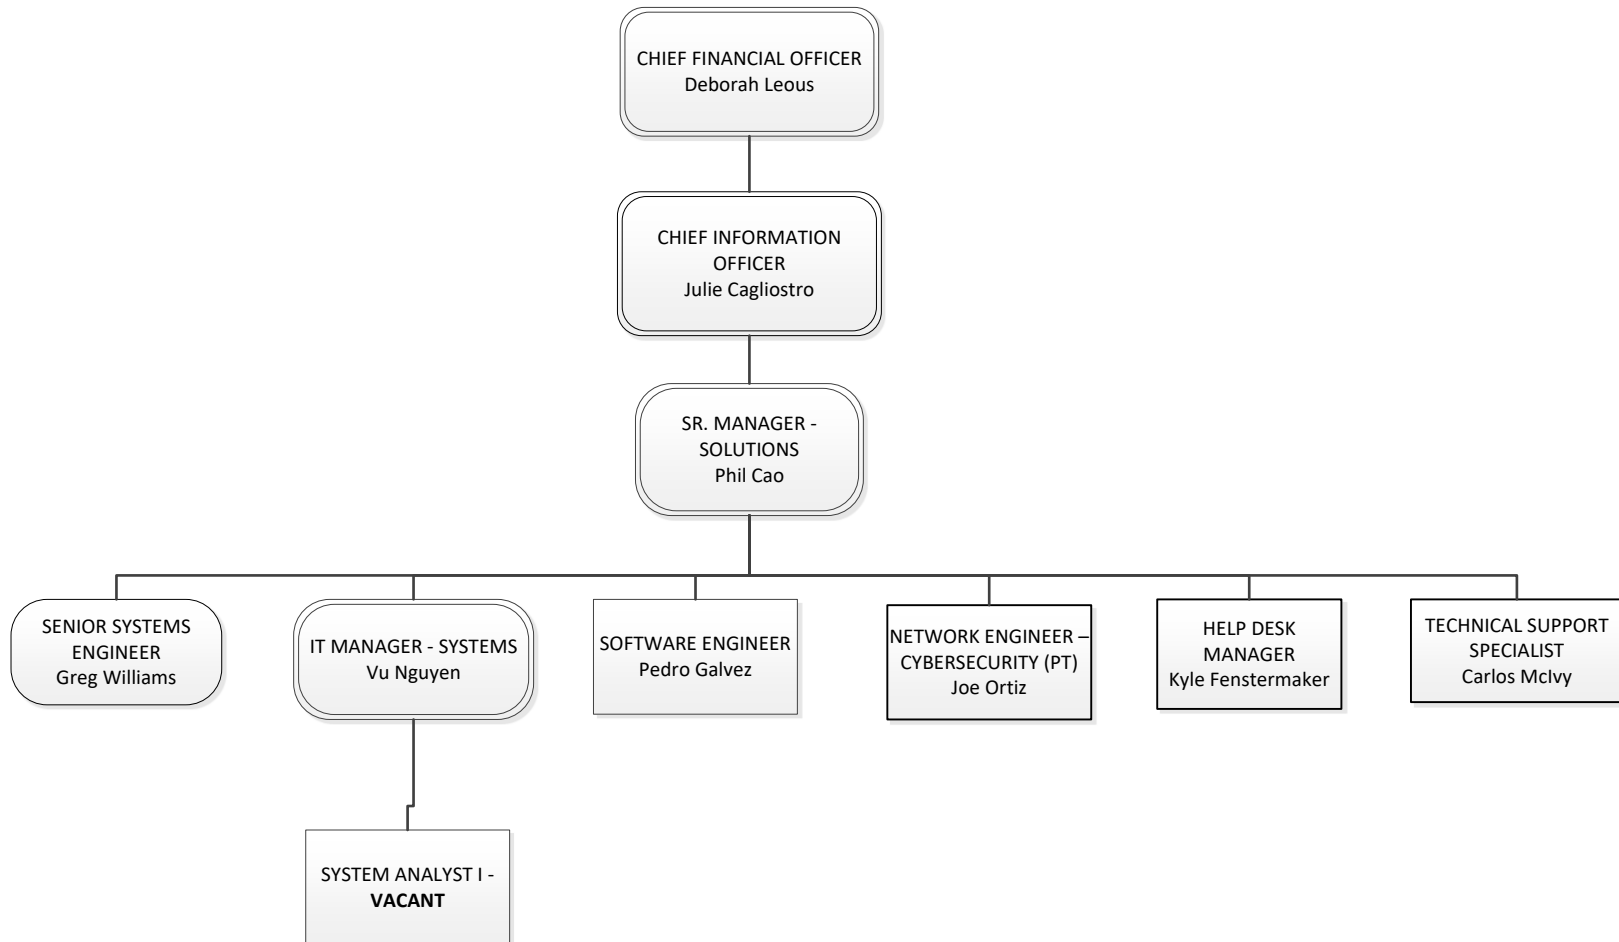 CHIEF FINANCIAL OFFICER
Deborah Leous
CHIEF INFORMATION
OFFICER
Julie Cagliostro
SR. MANAGER -
SOLUTIONS
Phil Cao
SENIOR SYSTEMS
ENGINEER
Greg Williams
IT MANAGER - SYSTEMS
Vu Nguyen
SOFTWARE ENGINEER
Pedro Galvez
NETWORK ENGINEER –
CYBERSECURITY (PT)
Joe Ortiz
HELP DESK
MANAGER
Kyle Fenstermaker
TECHNICAL SUPPORT
SPECIALIST
Carlos McIvy
SYSTEM ANALYST I -
VACANT